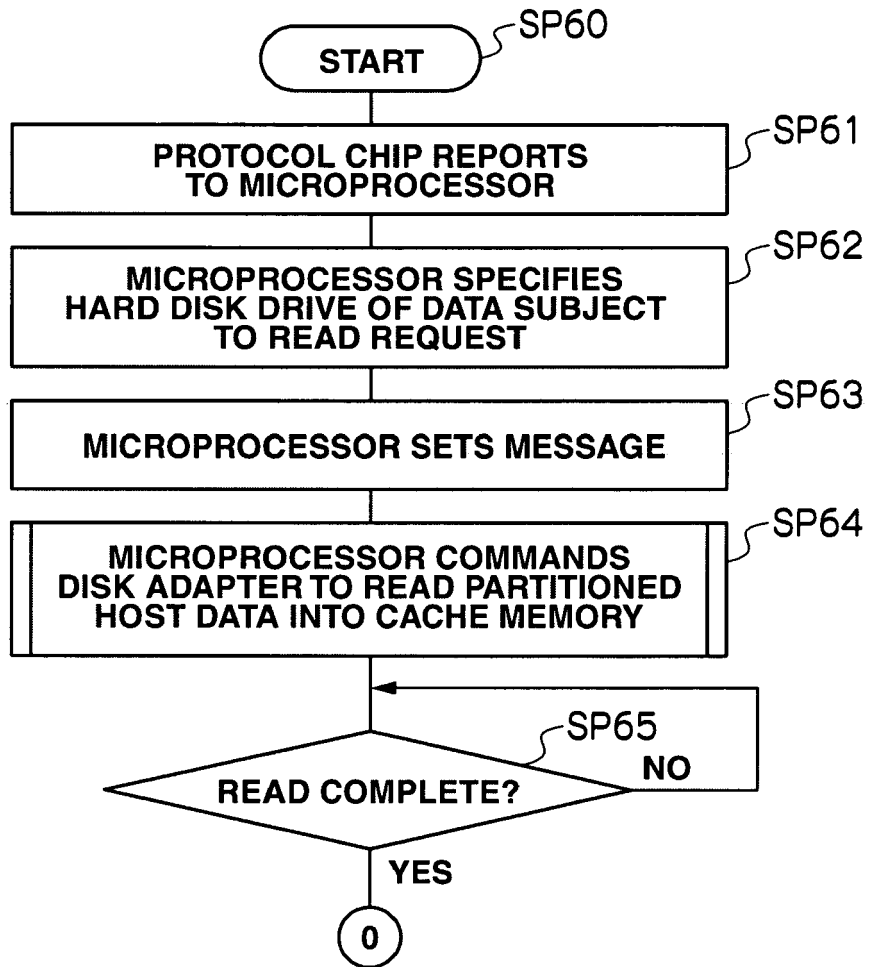 SP60
START
SP61
PROTOCOL CHIP REPORTS
TO MICROPROCESSOR
SP62
MICROPROCESSOR SPECIFIES
HARD DISK DRIVE OF DATA SUBJECT
TO READ REQUEST
SP63
MICROPROCESSOR SETS MESSAGE
SP64
MICROPROCESSOR COMMANDS
DISK ADAPTER TO READ PARTITIONED
HOST DATA INTO CACHE MEMORY
SP65
READ COMPLETE?
NO
YES
0